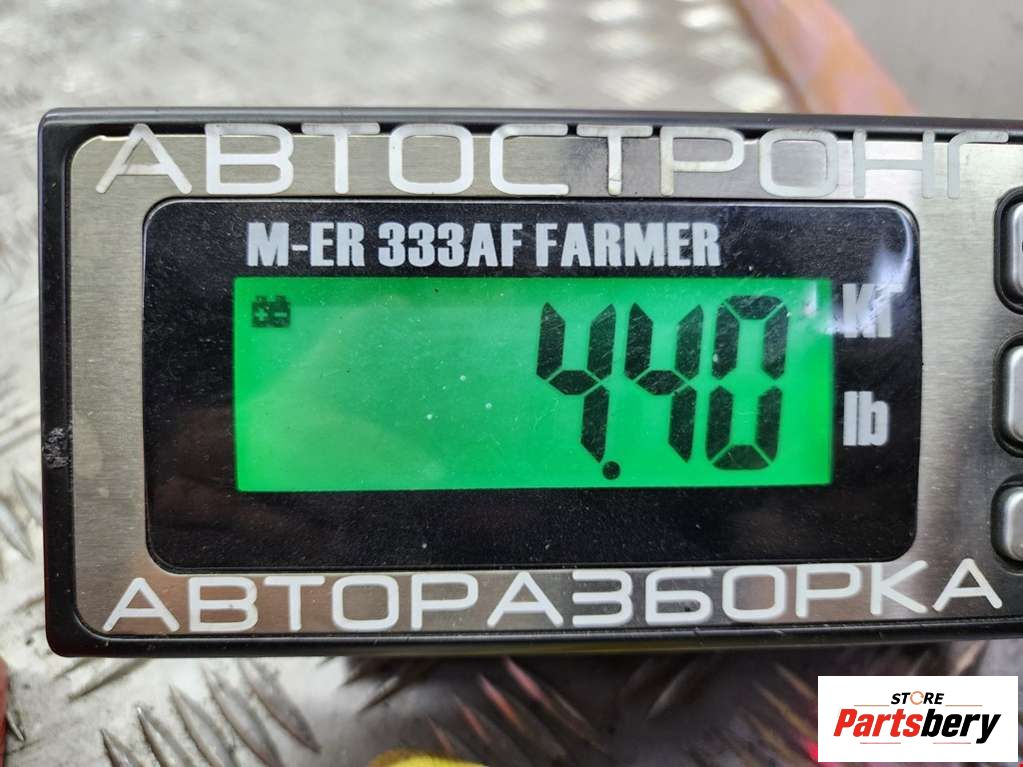 АВТОСТРОНГ
M-ER 333AF FARMER
4.40
КГ
lb
АВТОРАЗБОРКА
STORE
Partsbery